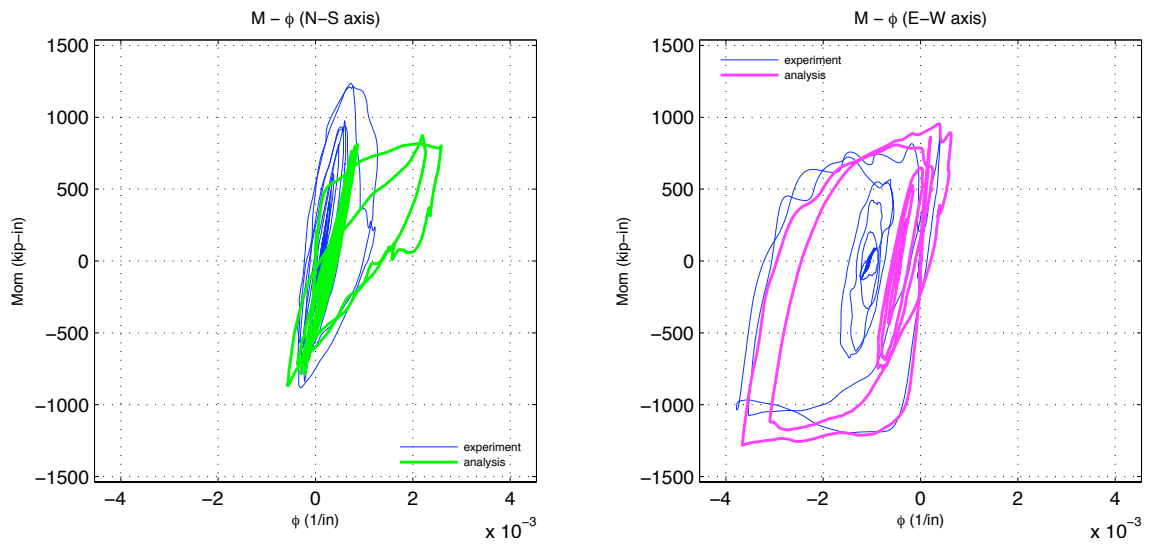 M − ϕ (N−S axis)
1500
1000
500
0
−500
−1000
−1500
Mom (kip−in)
−4
−2
0
2
4
ϕ (1/in)
x 10⁻³
experiment
analysis
M − ϕ (E−W axis)
1500
1000
500
0
−500
−1000
−1500
Mom (kip−in)
−4
−2
0
2
4
ϕ (1/in)
x 10⁻³
experiment
analysis